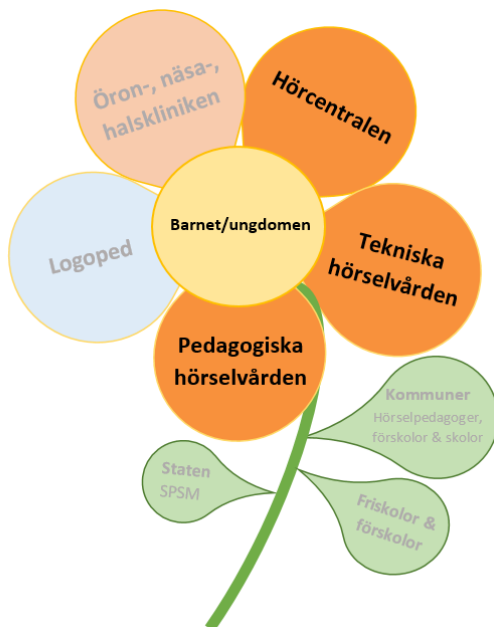 Öron-, näsa-,
halskliniken
Hörcentralen
Logoped
Barnet/ungdomen
Tekniska
hörselvården
Pedagogiska
hörselvården
Kommuner
Hörselpedagoger,
förskolor & skolor
Staten
SPSM
Friskolor &
förskolor